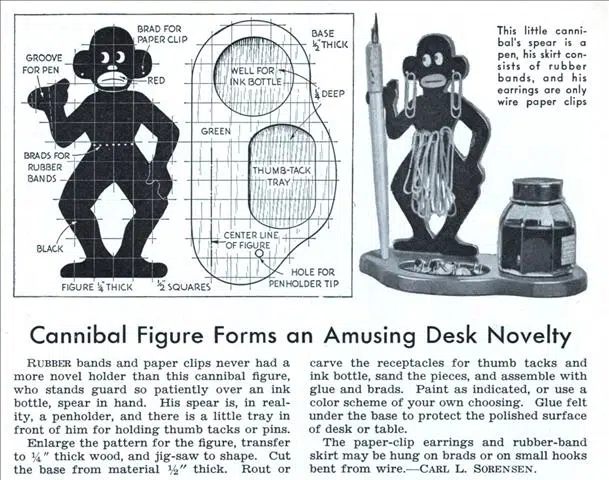 BRAD FOR
PAPER CLIP
GROOVE
FOR PEN
RED
BRADS FOR
RUBBER
BANDS
BLACK
FIGURE 1/4" THICK
1/2" SQUARES
BASE
1/2" THICK
WELL FOR
INK BOTTLE
1/4" DEEP
GREEN
THUMB-TACK
TRAY
CENTER LINE
OF FIGURE
HOLE FOR
PENHOLDER TIP
This little canni-
bal's spear is a
pen, his skirt con-
sists of rubber
bands, and his
earrings are only
wire paper clips
Cannibal Figure Forms an Amusing Desk Novelty
RUBBER bands and paper clips never had a
more novel holder than this cannibal figure,
who stands guard so patiently over an ink
bottle, spear in hand. His spear is, in real-
ity, a penholder, and there is a little tray in
front of him for holding thumb tacks or pins.
Enlarge the pattern for the figure, transfer
to 1/4" thick wood, and jig-saw to shape. Cut
the base from material 1/2" thick. Rout or
carve the receptacles for thumb tacks and
ink bottle, sand the pieces, and assemble with
glue and brads. Paint as indicated, or use a
color scheme of your own choosing. Glue felt
under the base to protect the polished surface
of desk or table.
The paper-clip earrings and rubber-band
skirt may be hung on brads or on small hooks
bent from wire.—CARL L. SORENSEN.